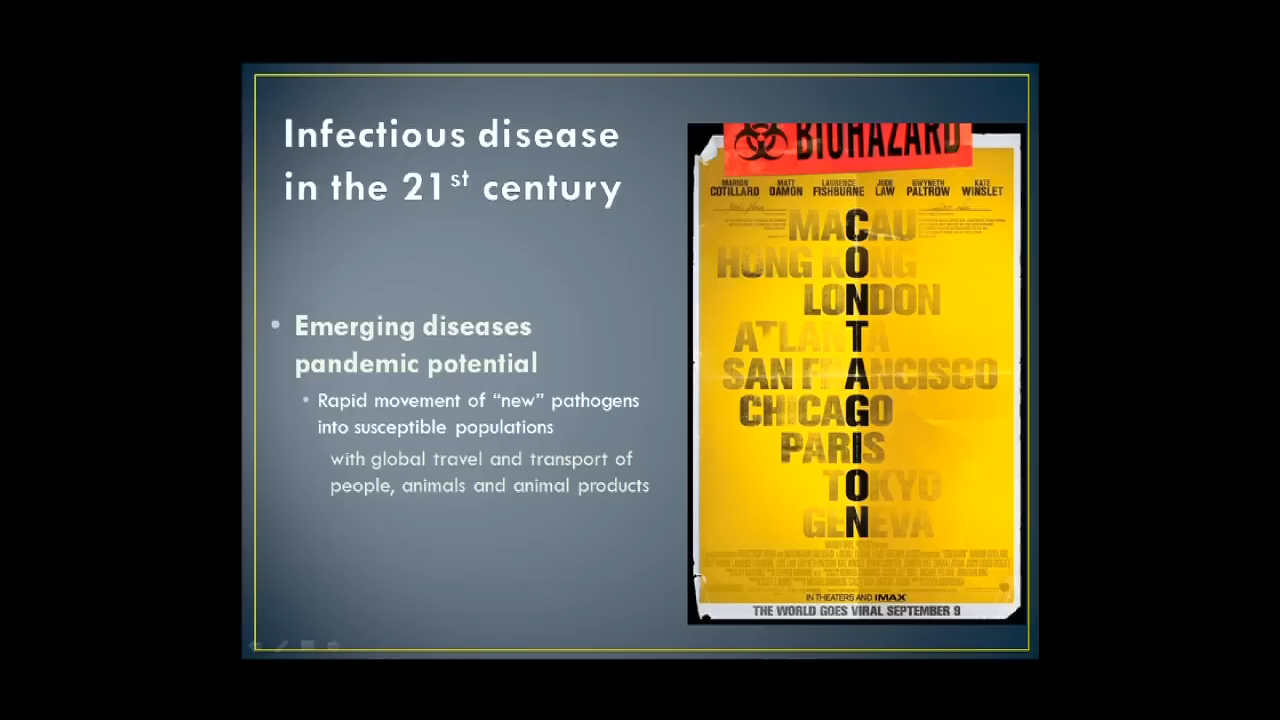 Infectious disease
in the 21st century
• Emerging diseases
pandemic potential
• Rapid movement of “new” pathogens
into susceptible populations
with global travel and transport of
people, animals and animal products
BIOHAZARD
MARION COTILLARD MATT DAMON LAURENCE FISHBURNE JUDE LAW GWYNETH PALTROW KATE WINSLET
MACAU
HONG KONG
LONDON
ATLANTA
SAN FRANCISCO
CHICAGO
PARIS
TOKYO
GENEVA
IN THEATERS AND IMAX
THE WORLD GOES VIRAL SEPTEMBER 9